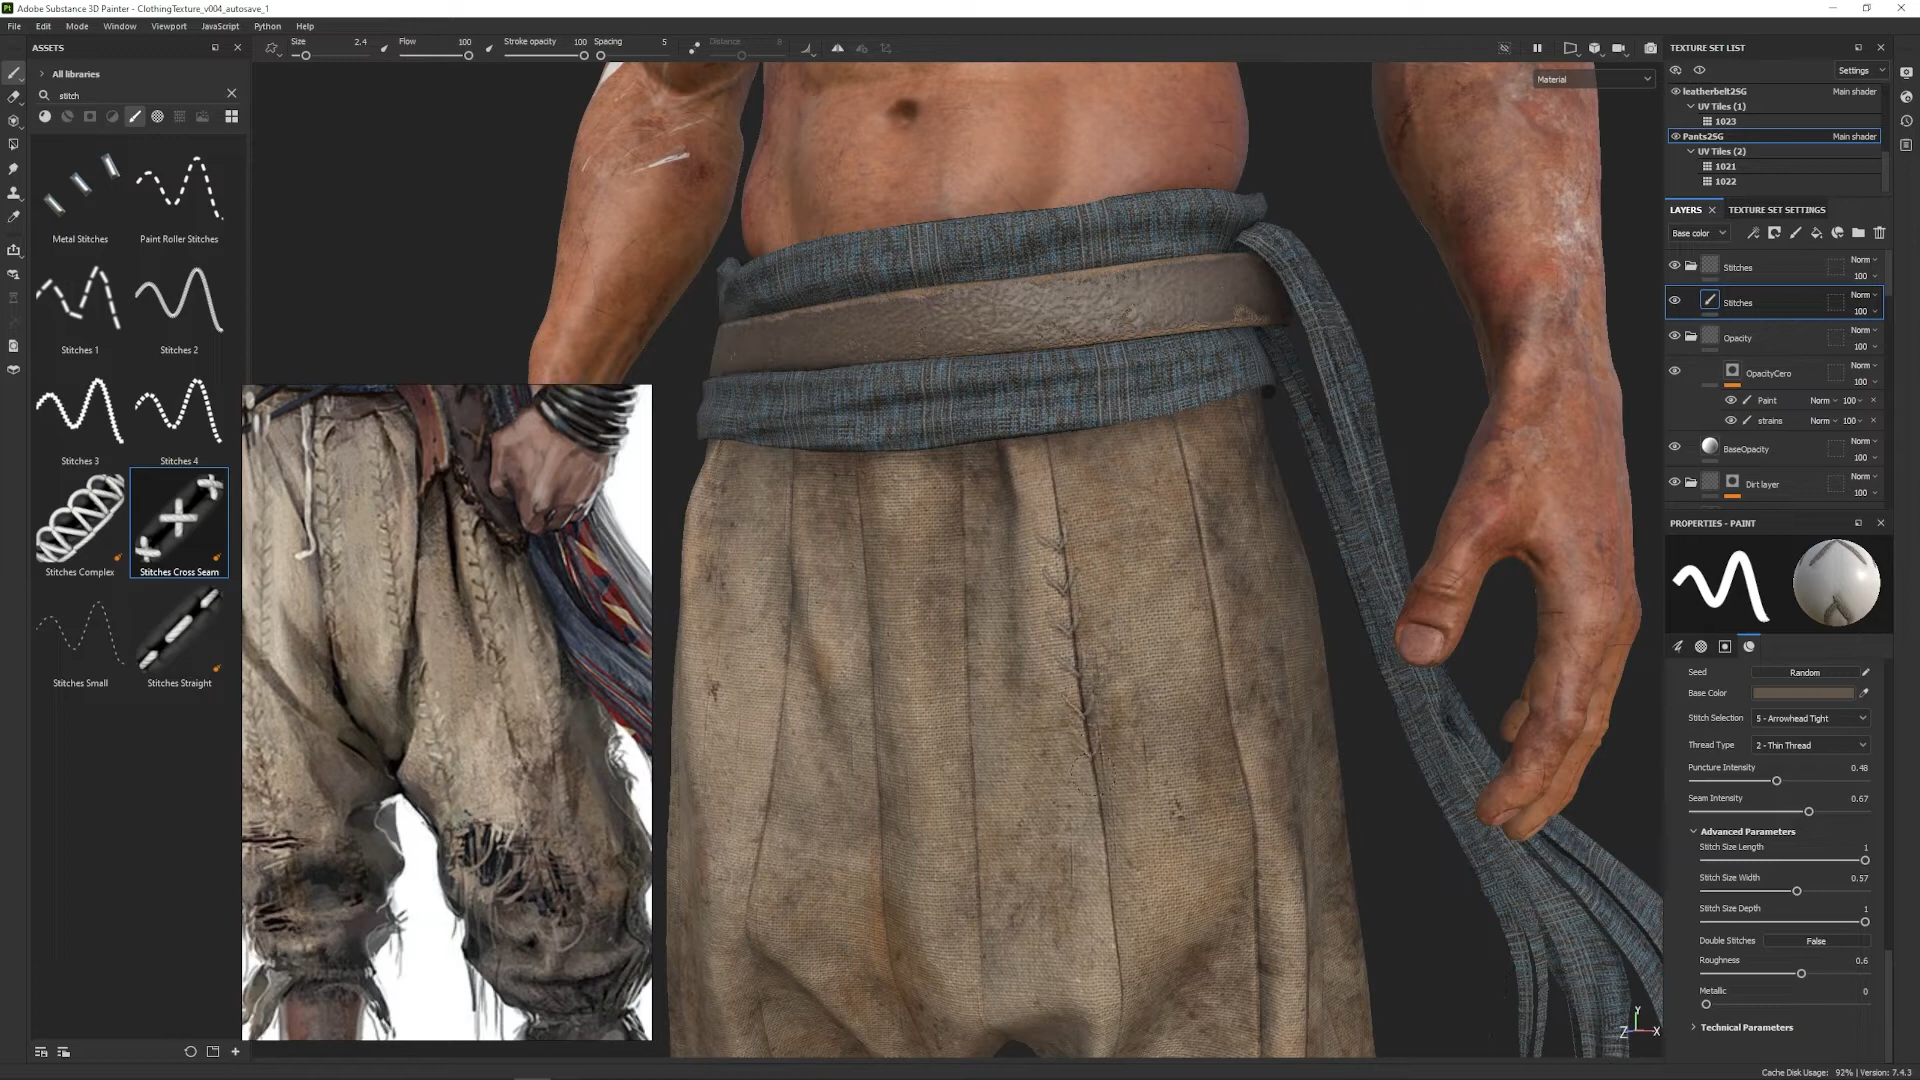 Pt Adobe Substance 3D Painter - ClothingTexture_v004_autosave_1
File Edit Mode Window Viewport JavaScript Python Help
ASSETS
All libraries
stitch
Metal Stitches
Paint Roller Stitches
Stitches 1
Stitches 2
Stitches 3
Stitches 4
Stitches Complex
Stitches Cross Seam
Stitches Small
Stitches Straight
Size 2.4
Flow 100
Stroke opacity 100
Spacing 5
Distance 8
Material
Y
Z X
TEXTURE SET LIST
Settings
leatherbelt2SG Main shader
UV Tiles (1)
1023
Pants2SG Main shader
UV Tiles (2)
1021
1022
LAYERS TEXTURE SET SETTINGS
Base color
Stitches Norm 100
Stitches Norm 100
Opacity Norm 100
OpacityCero Norm 100
Paint Norm 100
strains Norm 100
BaseOpacity Norm 100
Dirt layer Norm 100
PROPERTIES - PAINT
Seed Random
Base Color
Stitch Selection 5 - Arrowhead Tight
Thread Type 2 - Thin Thread
Puncture Intensity 0.48
Seam Intensity 0.67
Advanced Parameters
Stitch Size Length 1
Stitch Size Width 0.57
Stitch Size Depth 1
Double Stitches False
Roughness 0.6
Metallic 0
Technical Parameters
Cache Disk Usage: 92% | Version: 7.4.3